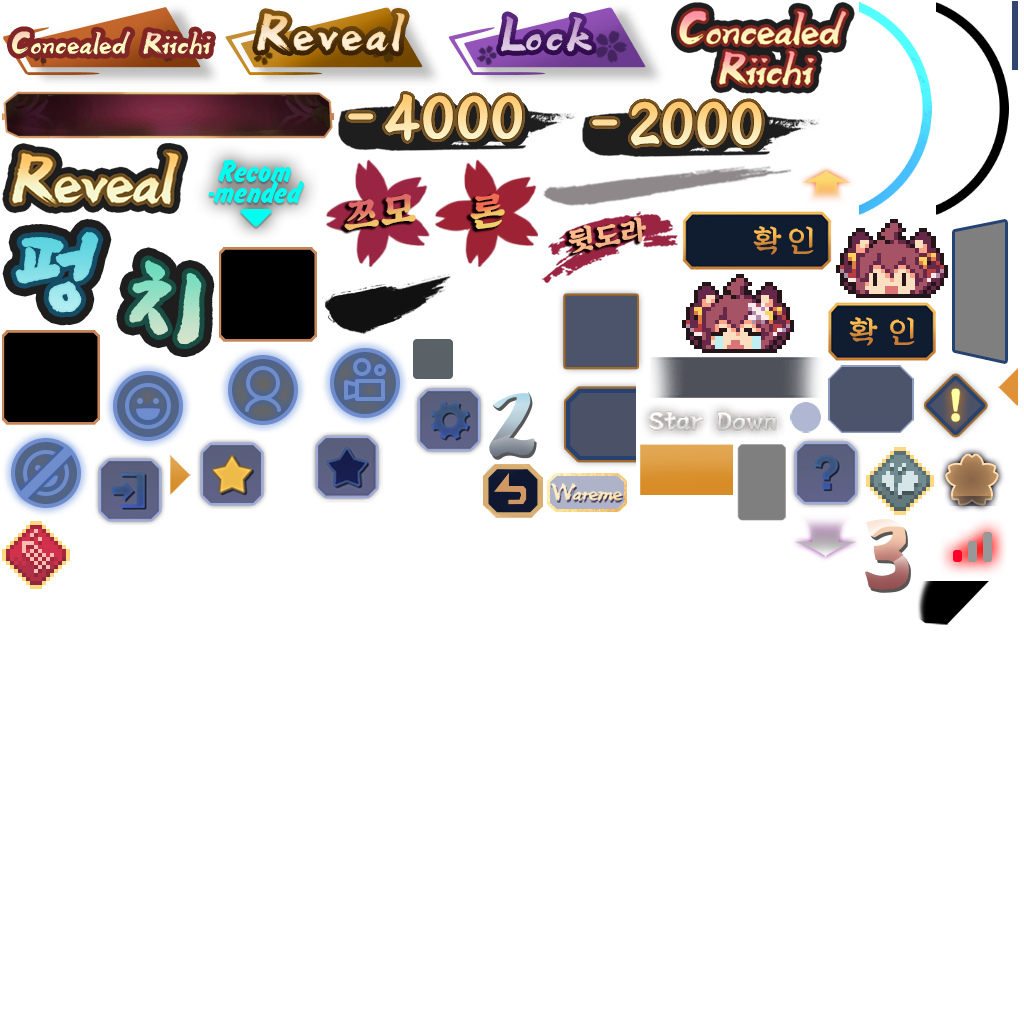 Concealed Riichi
Reveal
Lock
Concealed
Riichi
-4000
-2000
Reveal
Recom
-mended
쯔모
론
뒷도라
확인
펑
치
확인
2
Star Down
Wareme
?
!
3